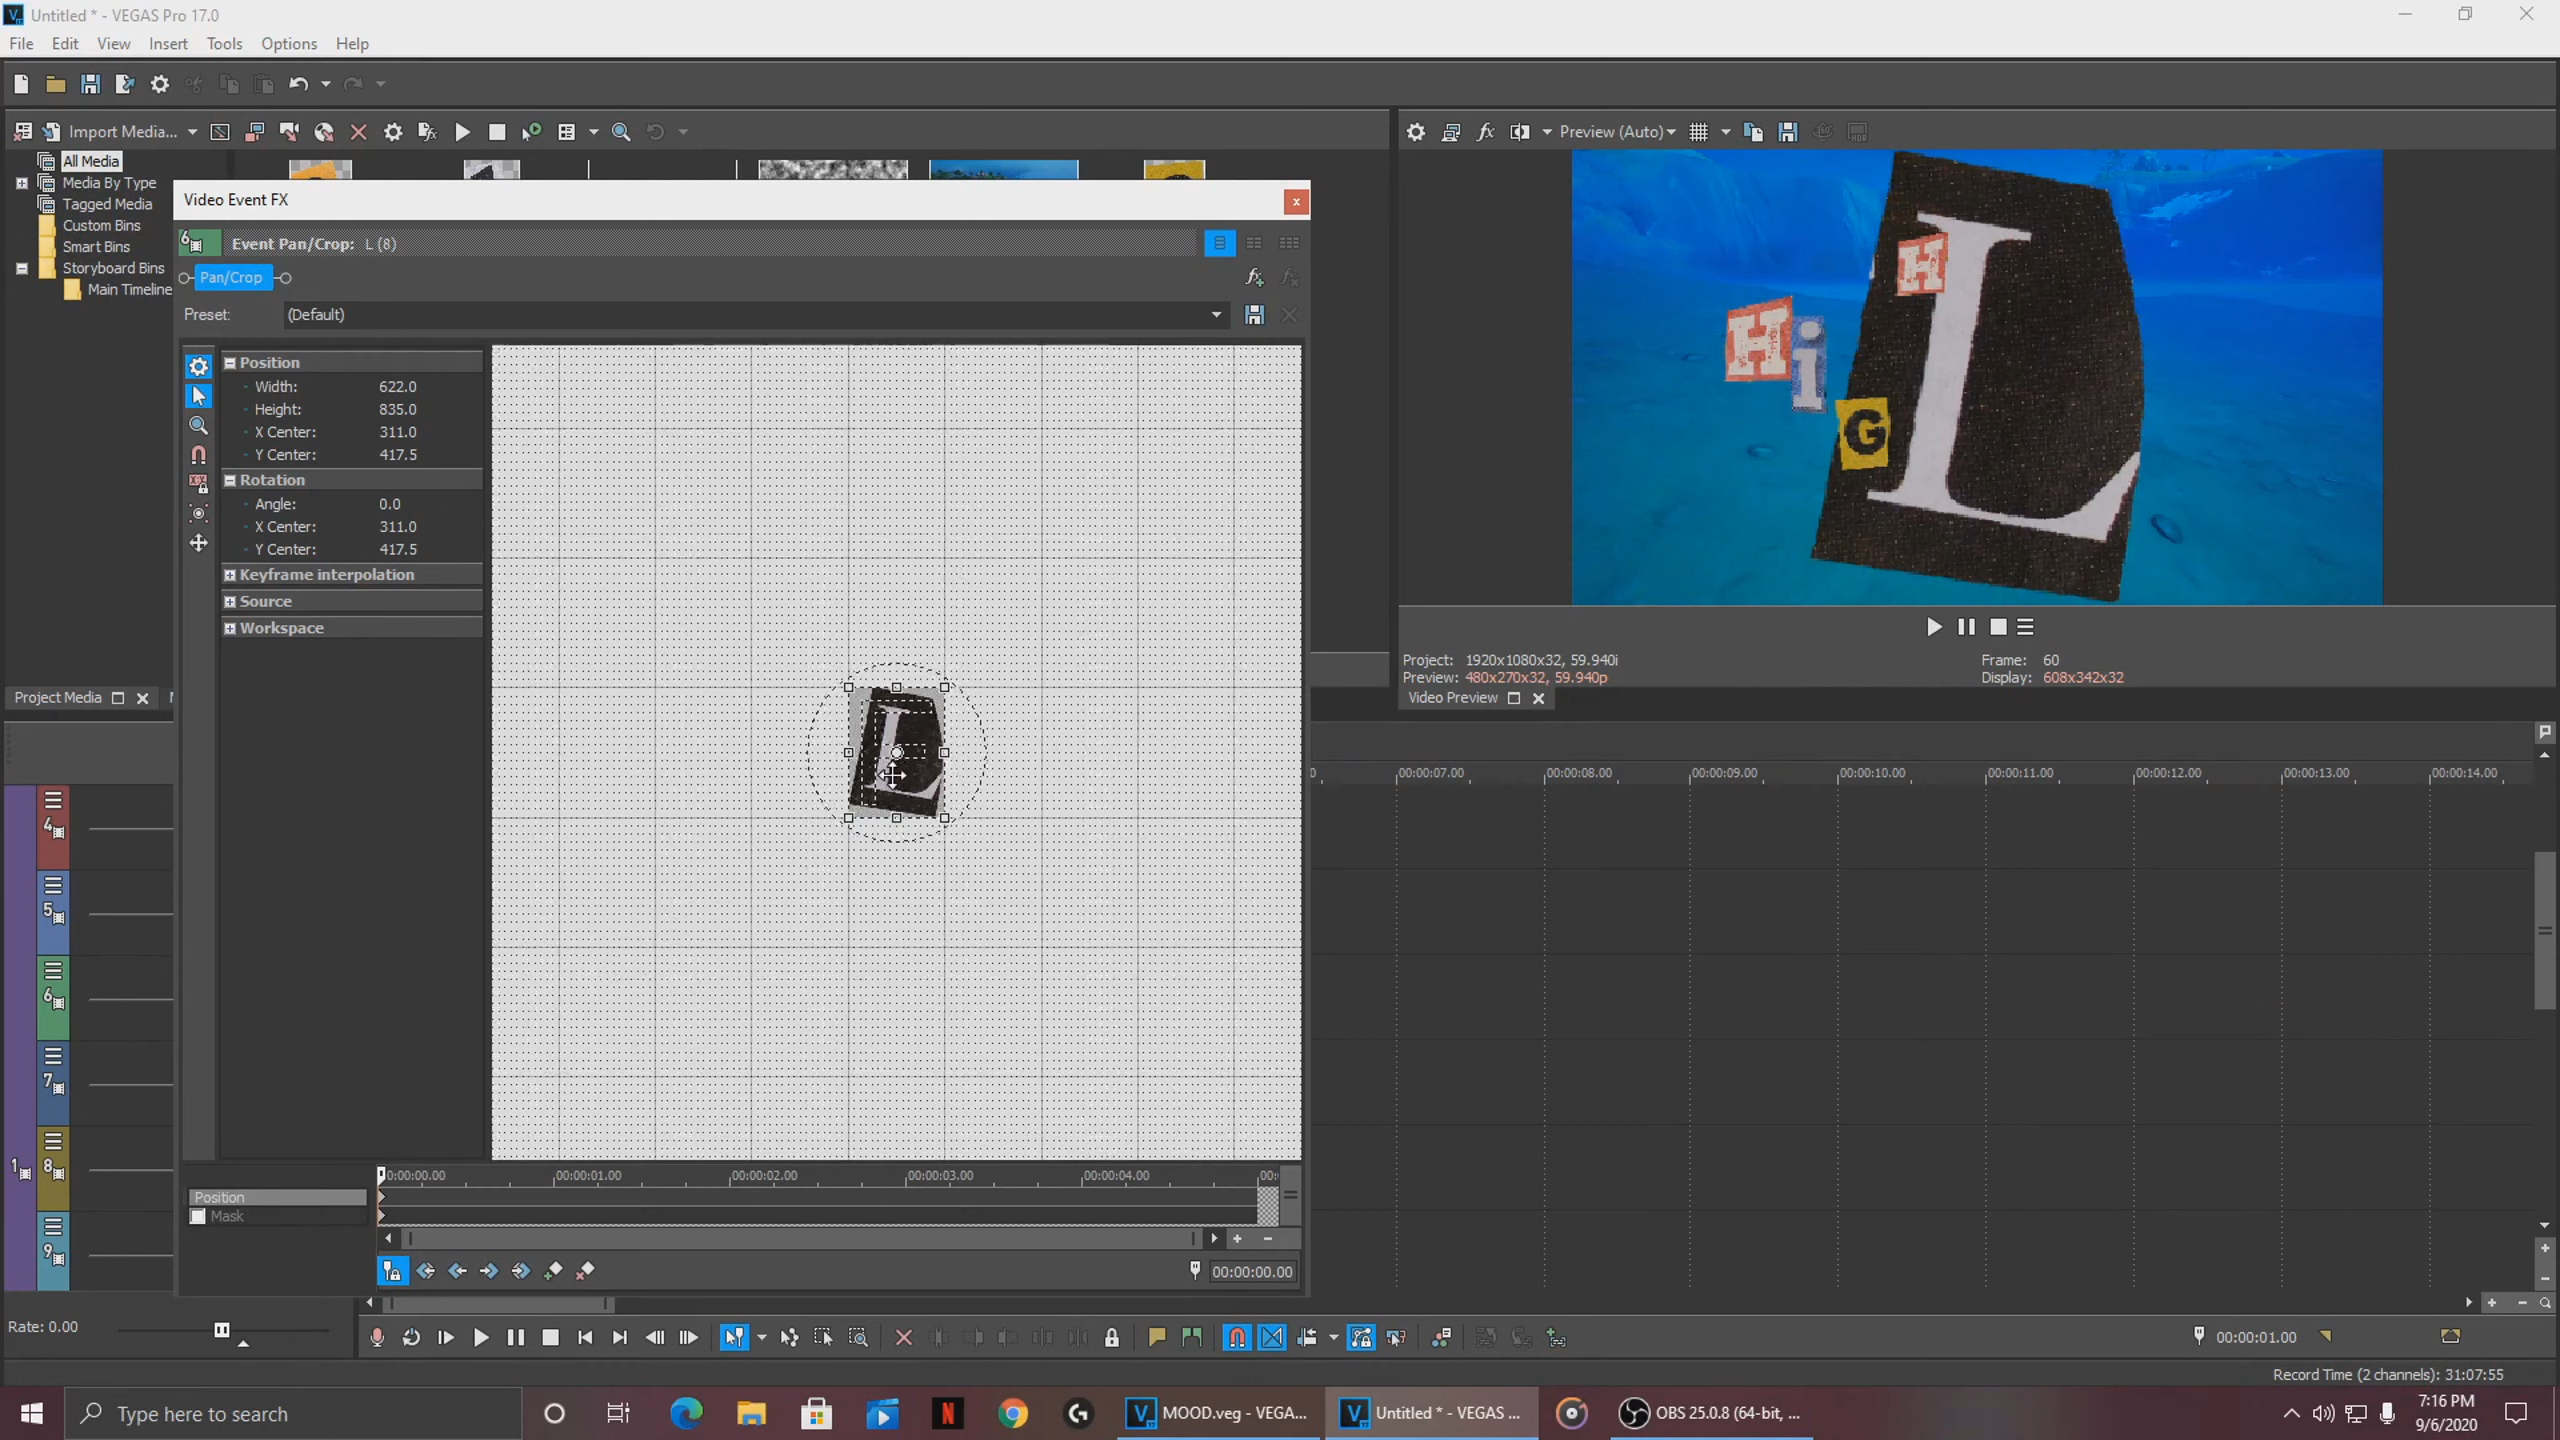 Untitled * - VEGAS Pro 17.0
File Edit View Insert Tools Options Help
Import Media...
Preview (Auto)
All Media
Media By Type
Tagged Media
Custom Bins
Smart Bins
Storyboard Bins
Main Timeline
Video Event FX
x
6
Event Pan/Crop: L (8)
Pan/Crop
Preset: (Default)
Position
Width: 622.0
Height: 835.0
X Center: 311.0
Y Center: 417.5
Rotation
Angle: 0.0
X Center: 311.0
Y Center: 417.5
Keyframe interpolation
Source
Workspace
L
H
H i
G
L
Project: 1920x1080x32, 59.940i
Preview: 480x270x32, 59.940p
Frame: 60
Display: 608x342x32
Project Media
Video Preview
00:00:07.00 00:00:08.00 00:00:09.00 00:00:10.00 00:00:11.00 00:00:12.00 00:00:13.00 00:00:14.00
4
5
6
7
1 8
9
0:00:00.00 00:00:01.00 00:00:02.00 00:00:03.00 00:00:04.00 00:
Position
Mask
00:00:00.00
Rate: 0.00
00:00:01.00
Record Time (2 channels): 31:07:55
Type here to search
MOOD.veg - VEGA...
Untitled * - VEGAS ...
OBS 25.0.8 (64-bit, ...
7:16 PM
9/6/2020